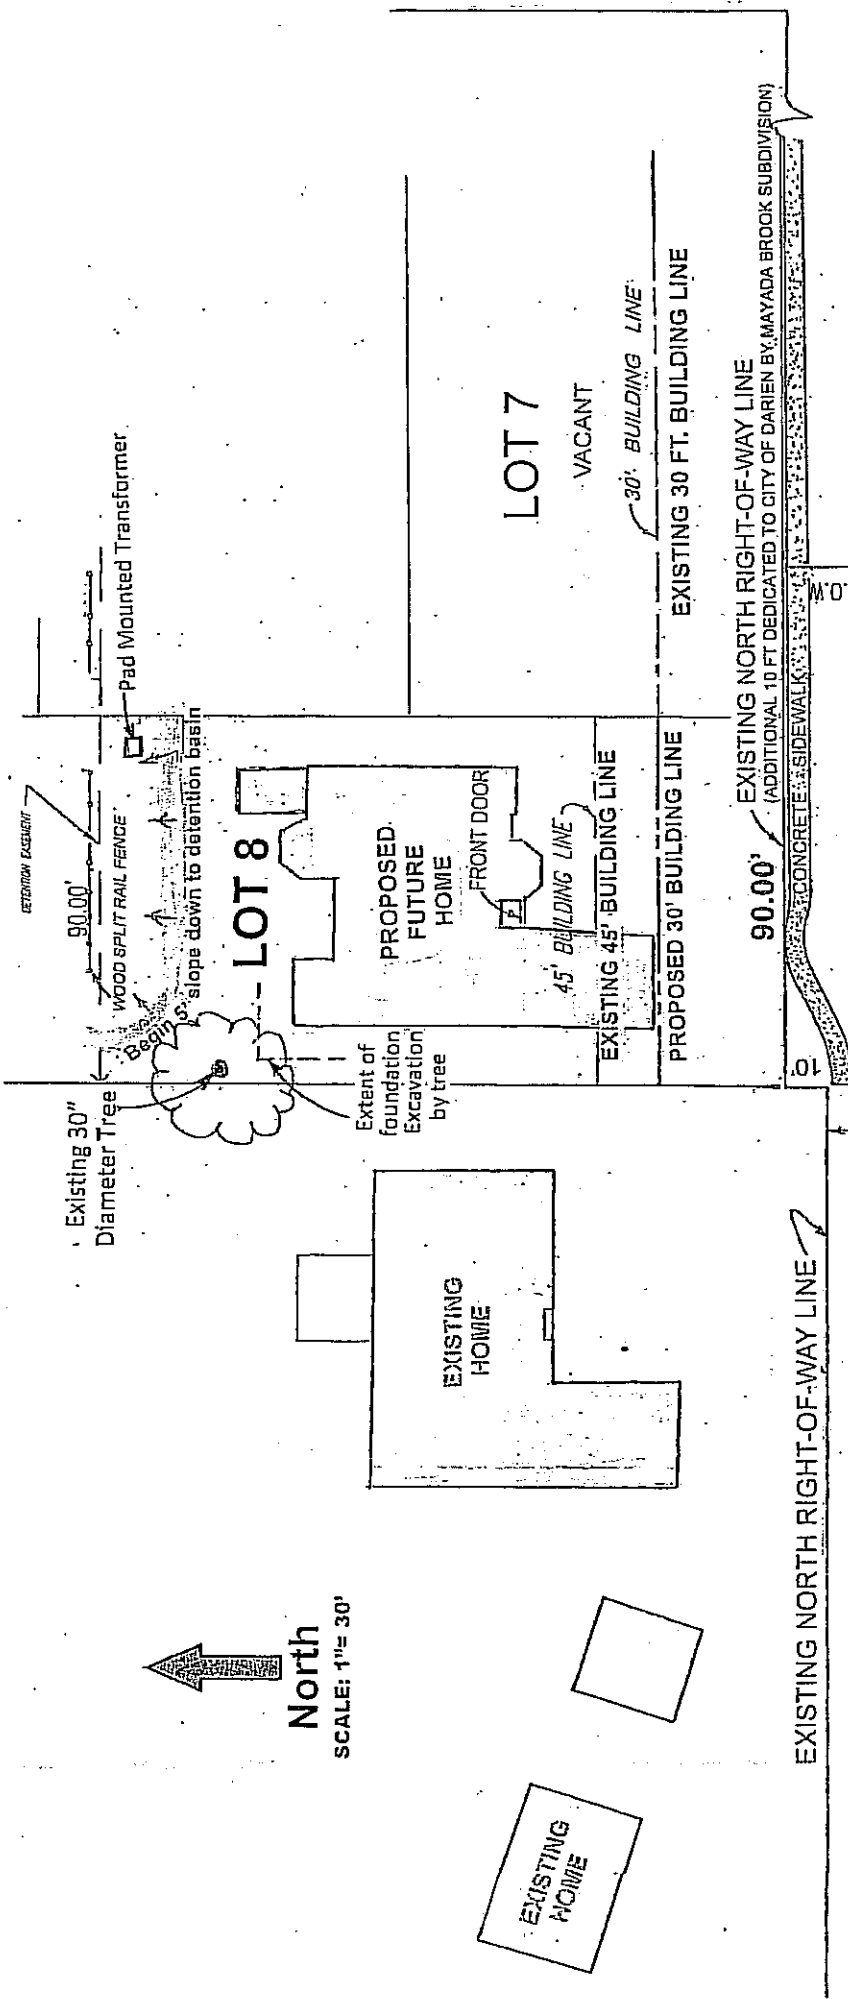 DETENTION EASEMENT
90.00'
WOOD SPLIT RAIL FENCE
Pad Mounted Transformer
Begin 5' slope down to detention basin
Existing 30"
Diameter Tree
LOT 8
Extent of
foundation
Excavation
by tree
PROPOSED
FUTURE
HOME
FRONT DOOR
P
45' BUILDING LINE
EXISTING 45' BUILDING LINE
PROPOSED 30' BUILDING LINE
LOT 7
VACANT
30' BUILDING LINE
EXISTING 30 FT. BUILDING LINE
EXISTING NORTH RIGHT-OF-WAY LINE
(ADDITIONAL 10 FT DEDICATED TO CITY OF DARIEN BY MAYADA BROOK SUBDIVISION)
90.00'
CONCRETE SIDEWALK
10'
EXISTING
HOME
North
SCALE: 1"= 30'
EXISTING
HOME
EXISTING NORTH RIGHT-OF-WAY LINE